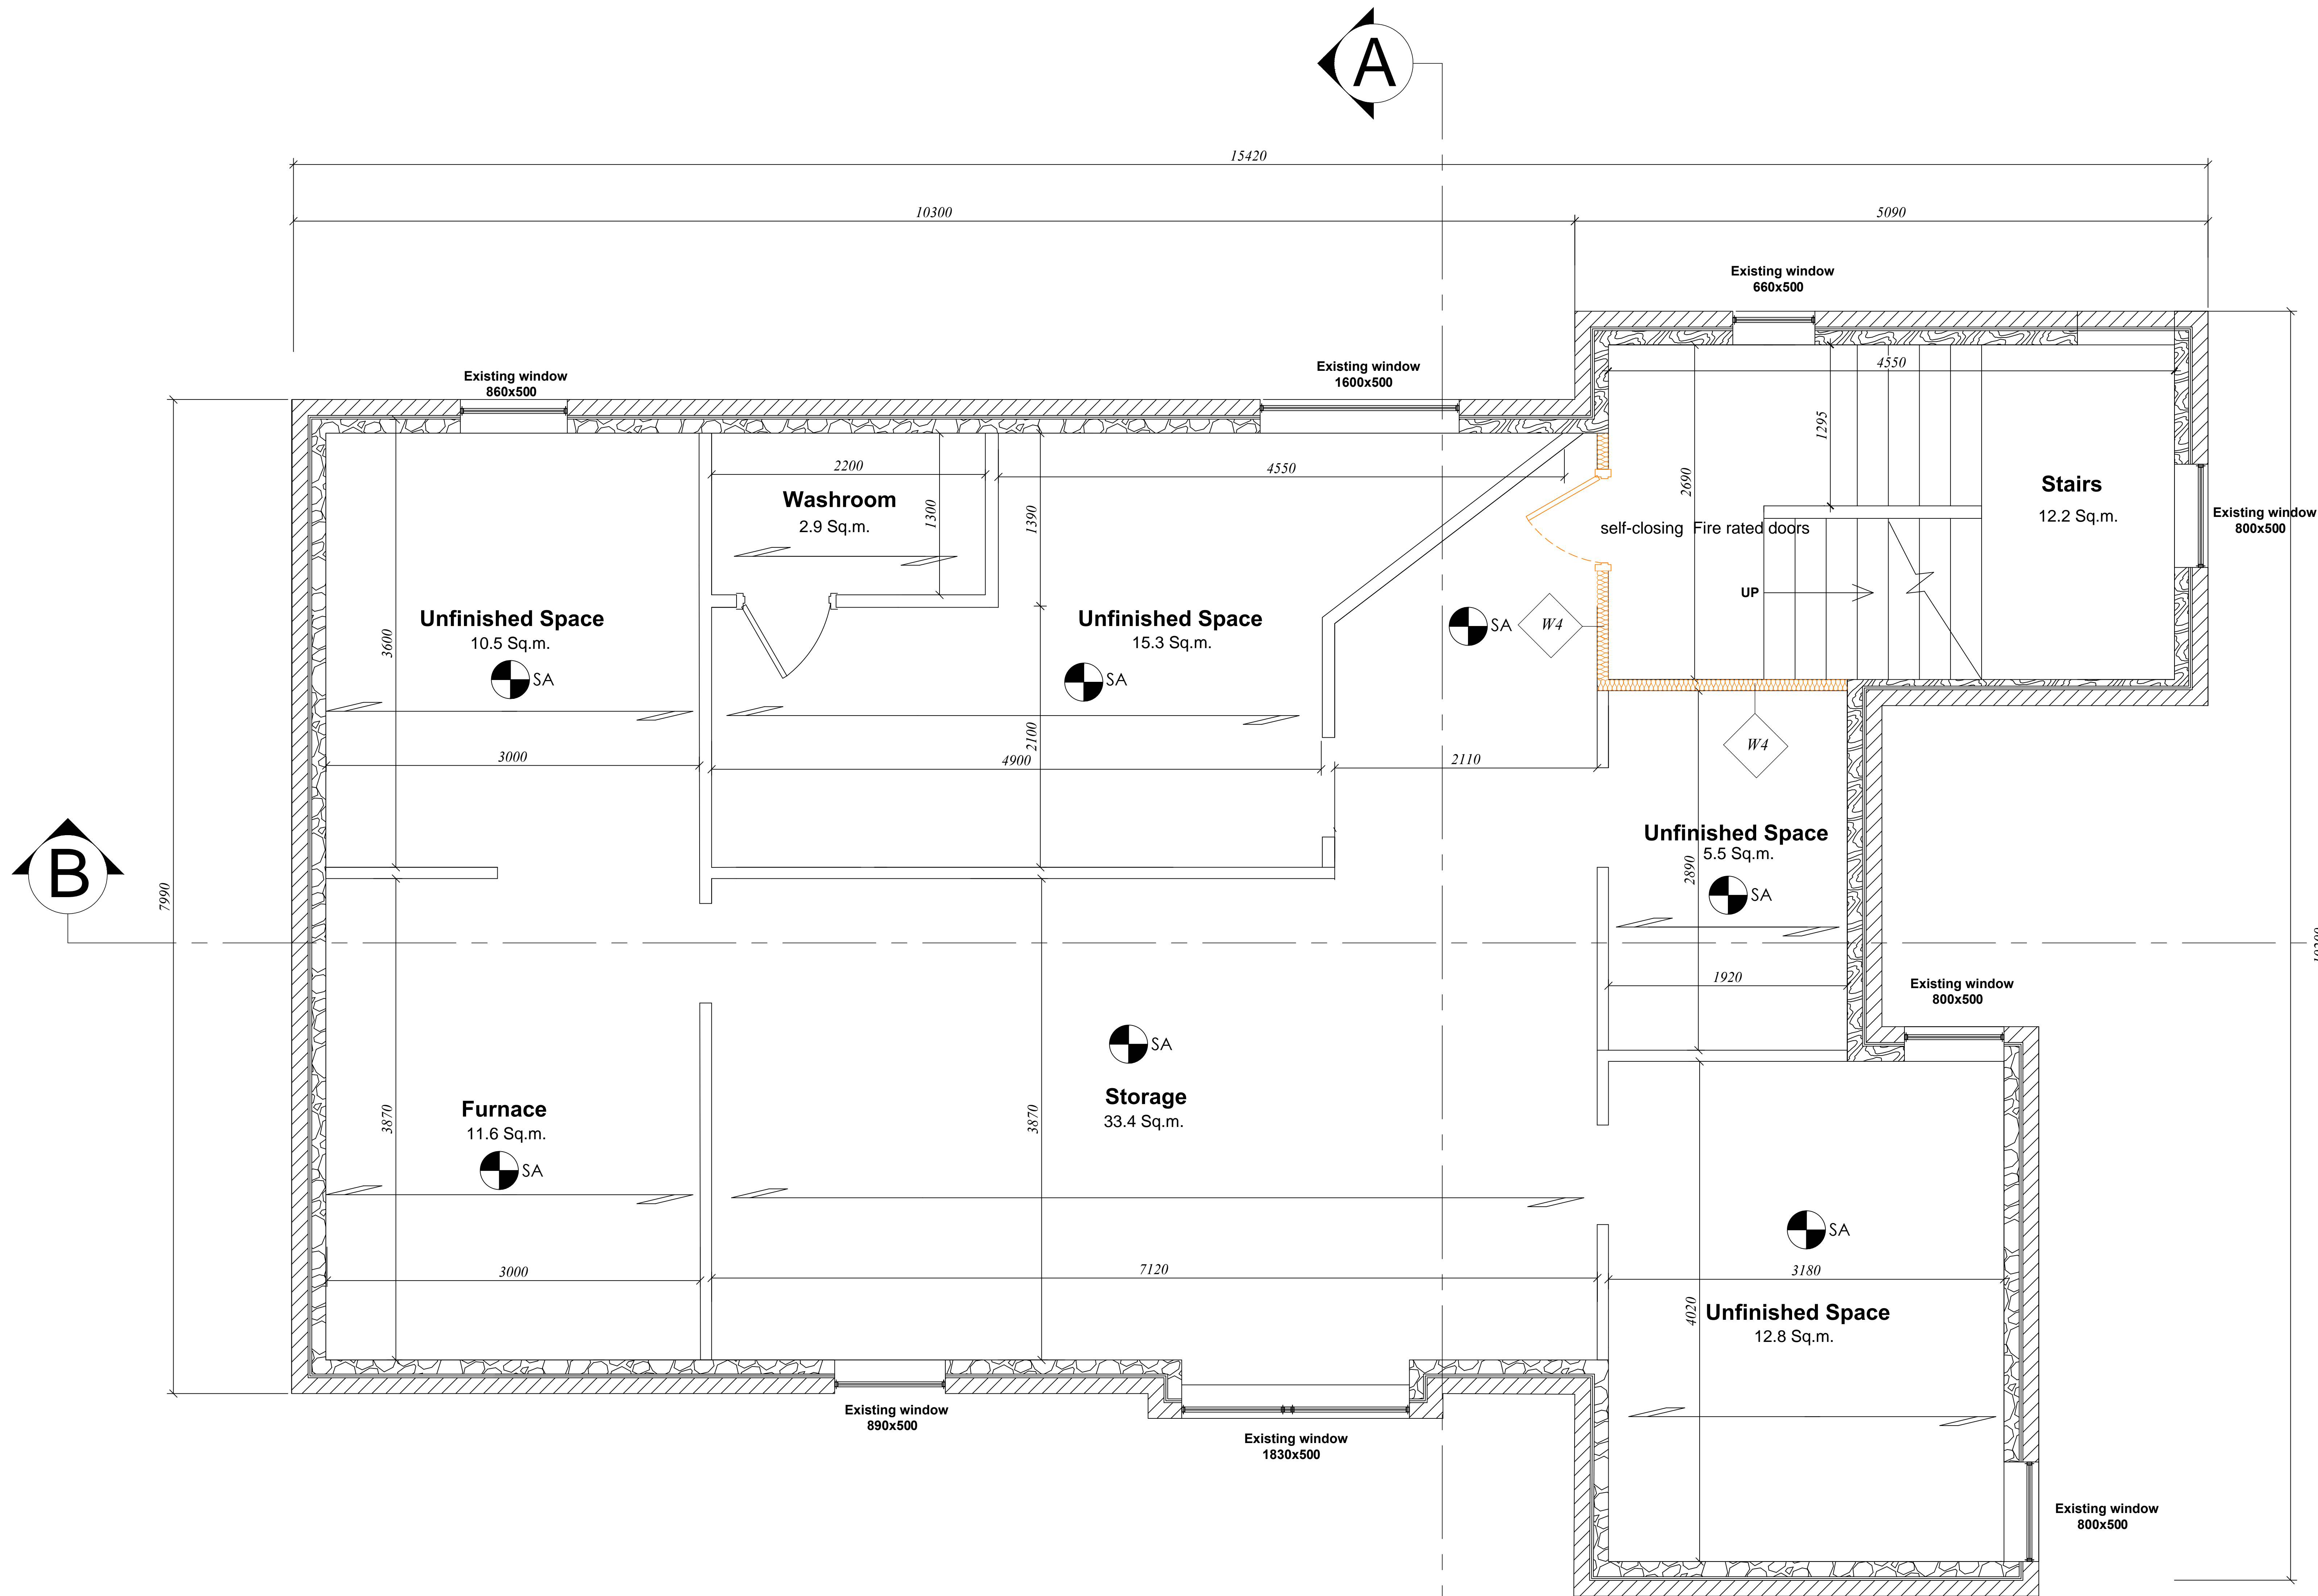 A
15420
10300
5090
Existing window
660x500
Existing window
860x500
Existing window
1600x500
4550
2200
4550
1295
Washroom
2.9 Sq.m.
1300
1390
2690
Stairs
12.2 Sq.m.
Existing window
800x500
self-closing Fire rated doors
UP
Unfinished Space
10.5 Sq.m.
SA
3600
Unfinished Space
15.3 Sq.m.
SA
SA
W4
2100
3000
4900
2110
W4
B
7990
Unfinished Space
5.5 Sq.m.
SA
2890
1920
10200
Existing window
800x500
SA
Storage
33.4 Sq.m.
Furnace
11.6 Sq.m.
SA
3870
3870
SA
3000
7120
3180
4020
Unfinished Space
12.8 Sq.m.
Existing window
890x500
Existing window
1830x500
Existing window
800x500